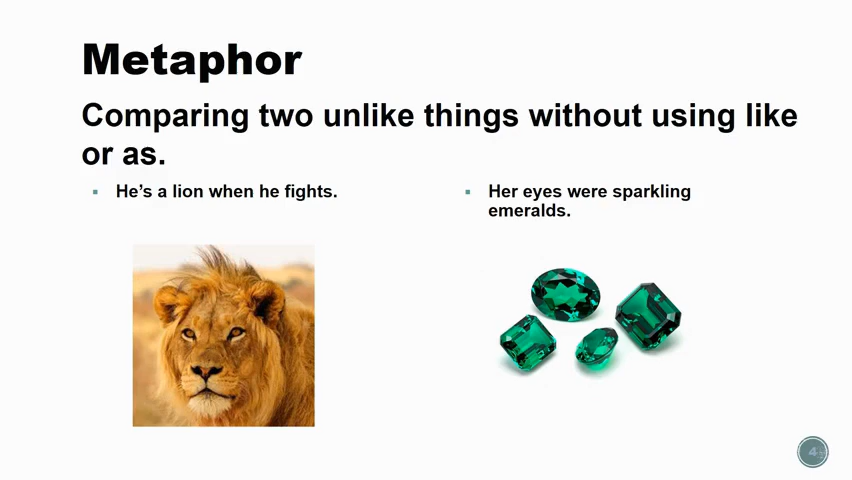 Metaphor
Comparing two unlike things without using like
or as.
He’s a lion when he fights.
Her eyes were sparkling
emeralds.